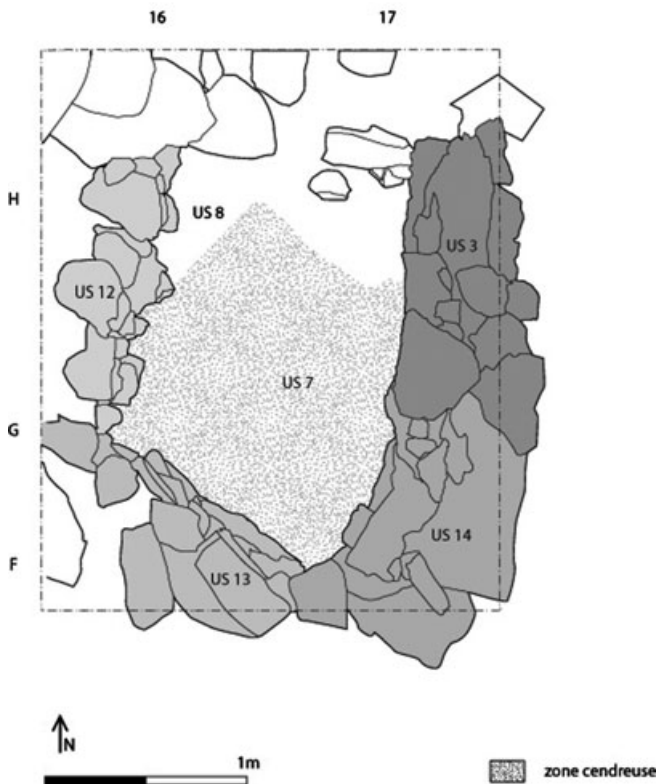 16 17
H
US 8
US 3
US 12
US 7
G
US 14
F
US 13
N
1m
zone cendreuse